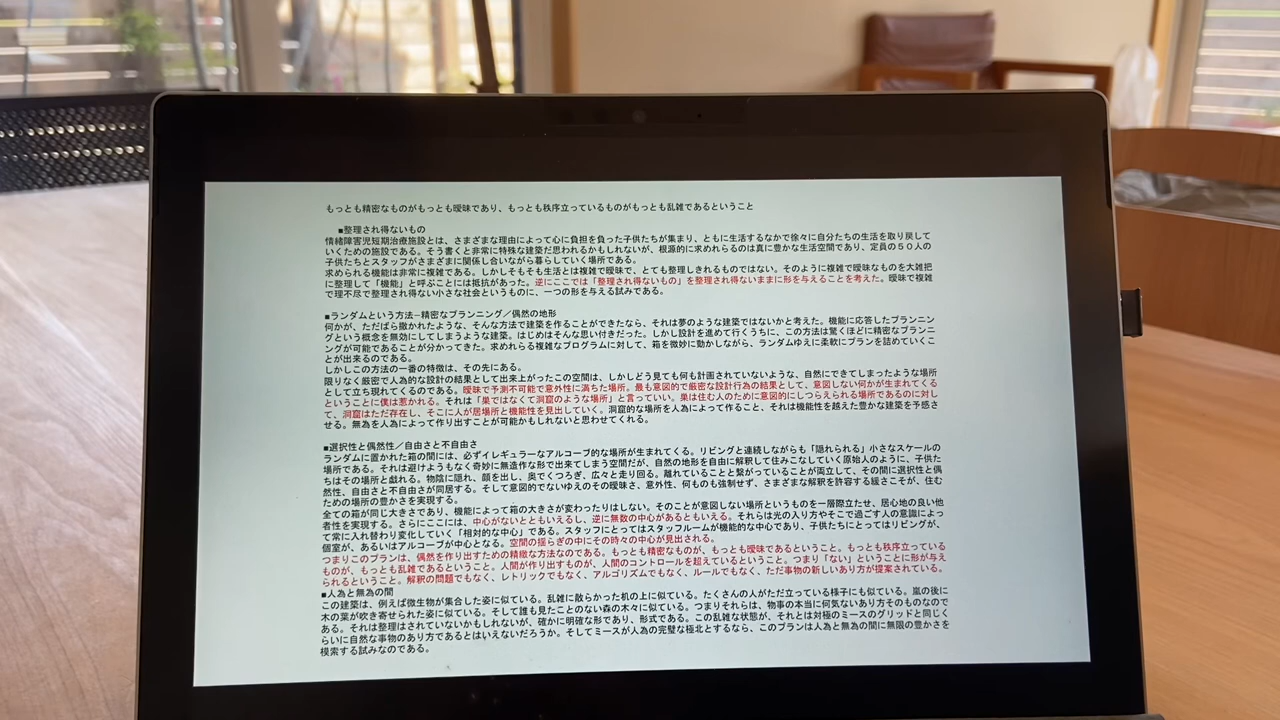 もっとも精密なものがもっとも曖昧であり、もっとも秩序立っているものがもっとも乱雑であるということ
■整理され得ないもの
情緒障害児短期治療施設とは、さまざまな理由によって心に負担を負った子供たちが集まり、ともに生活するなかで徐々に自分たちの生活を取り戻して
いくための施設である。そう書くと非常に特殊な建築だ思われるかもしれないが、根源的に求めれらるのは真に豊かな生活空間であり、定員の５０人の
子供たちとスタッフがさまざまに関係し合いながら暮らしていく場所である。
求められる機能は非常に複雑である。しかしそもそも生活とは複雑で曖昧で、とても整理しきれるものではない。そのように複雑で曖昧なものを大雑把
に整理して「機能」と呼ぶことには抵抗があった。逆にここでは「整理され得ないもの」を整理され得ないままに形を与えることを考えた。曖昧で複雑
で理不尽で整理され得ない小さな社会というものに、一つの形を与える試みである。
■ランダムという方法−精密なプランニング／偶然の地形
何かが、ただばら撒かれたような、そんな方法で建築を作ることができたなら、それは夢のような建築ではないかと考えた。機能に応答したプランニン
グという概念を無効にしてしまうような建築。はじめはそんな思い付きだった。しかし設計を進めて行くうちに、この方法は驚くほどに精密なプランニ
ングが可能であることが分かってきた。求めれらる複雑なプログラムに対して、箱を微妙に動かしながら、ランダムゆえに柔軟にプランを詰めていくこ
とが出来るのである。
しかしこの方法の一番の特徴は、その先にある。
限りなく厳密で人為的な設計の結果として出来上がったこの空間は、しかしどう見ても何も計画されていないような、自然にできてしまったような場所
として立ち現れてくるのである。曖昧で予測不可能で意外性に満ちた場所。最も意図的で厳密な設計行為の結果として、意図しない何かが生まれてくる
ということに僕は惹かれる。それは「巣ではなくて洞窟のような場所」と言っていい。巣は住む人のために意図的にしつらえられる場所であるのに対し
て、洞窟はただ存在し、そこに人が居場所と機能性を見出していく。洞窟的な場所を人為によって作ること、それは機能性を越えた豊かな建築を予感さ
せる。無為を人為によって作り出すことが可能かもしれないと思わせてくれる。
■選択性と偶然性／自由さと不自由さ
ランダムに置かれた箱の間には、必ずイレギュラーなアルコーブ的な場所が生まれてくる。リビングと連続しながらも「隠れられる」小さなスケールの
場所である。それは避けようもなく奇妙に無造作な形で出来てしまう空間だが、自然の地形を自由に解釈して住みこなしていく原始人のように、子供た
ちはその場所と戯れる。物陰に隠れ、顔を出し、奥でくつろぎ、広々と走り回る。離れていることと繋がっていることが両立して、その間に選択性と偶
然性、自由さと不自由さが同居する。そして意図的でないゆえのその曖昧さ、意外性、何ものも強制せず、さまざまな解釈を許容する緩さこそが、住む
ための場所の豊かさを実現する。
全ての箱が同じ大きさであり、機能によって箱の大きさが変わったりはしない。そのことが意図しない場所というものを一層際立たせ、居心地の良い他
者性を実現する。さらにここには、中心がないとともいえるし、逆に無数の中心があるともいえる。それらは光の入り方やそこで過ごす人の意識によっ
て常に入れ替わり変化していく「相対的な中心」である。スタッフにとってはスタッフルームが機能的な中心であり、子供たちにとってはリビングが、
個室が、あるいはアルコーブが中心となる。空間の揺らぎの中にその時々の中心が見出される。
つまりこのプランは、偶然を作り出すための精緻な方法なのである。もっとも精密なものが、もっとも曖昧であるということ。もっとも秩序立っている
ものが、もっとも乱雑であるということ。人間が作り出すものが、人間のコントロールを超えているということ。つまり「ない」ということに形が与え
られるということ。解釈の問題でもなく、レトリックでもなく、アルゴリズムでもなく、ルールでもなく、ただ事物の新しいあり方が提案されている。
■人為と無為の間
この建築は、例えば微生物が集合した姿に似ている。乱雑に散らかった机の上に似ている。たくさんの人がただ立っている様子にも似ている。嵐の後に
木の葉が吹き寄せられた姿に似ている。そして誰も見たことのない森の木々に似ている。つまりそれらは、物事の本当に何気ないあり方そのものなので
ある。それは整理はされていないかもしれないが、確かに明確な形であり、形式である。この乱雑な状態が、それとは対極のミースのグリッドと同じく
らいに自然な事物のあり方であるとはいえないだろうか。そしてミースが人為の完璧な極北とするなら、このプランは人為と無為の間に無限の豊かさを
模索する試みなのである。